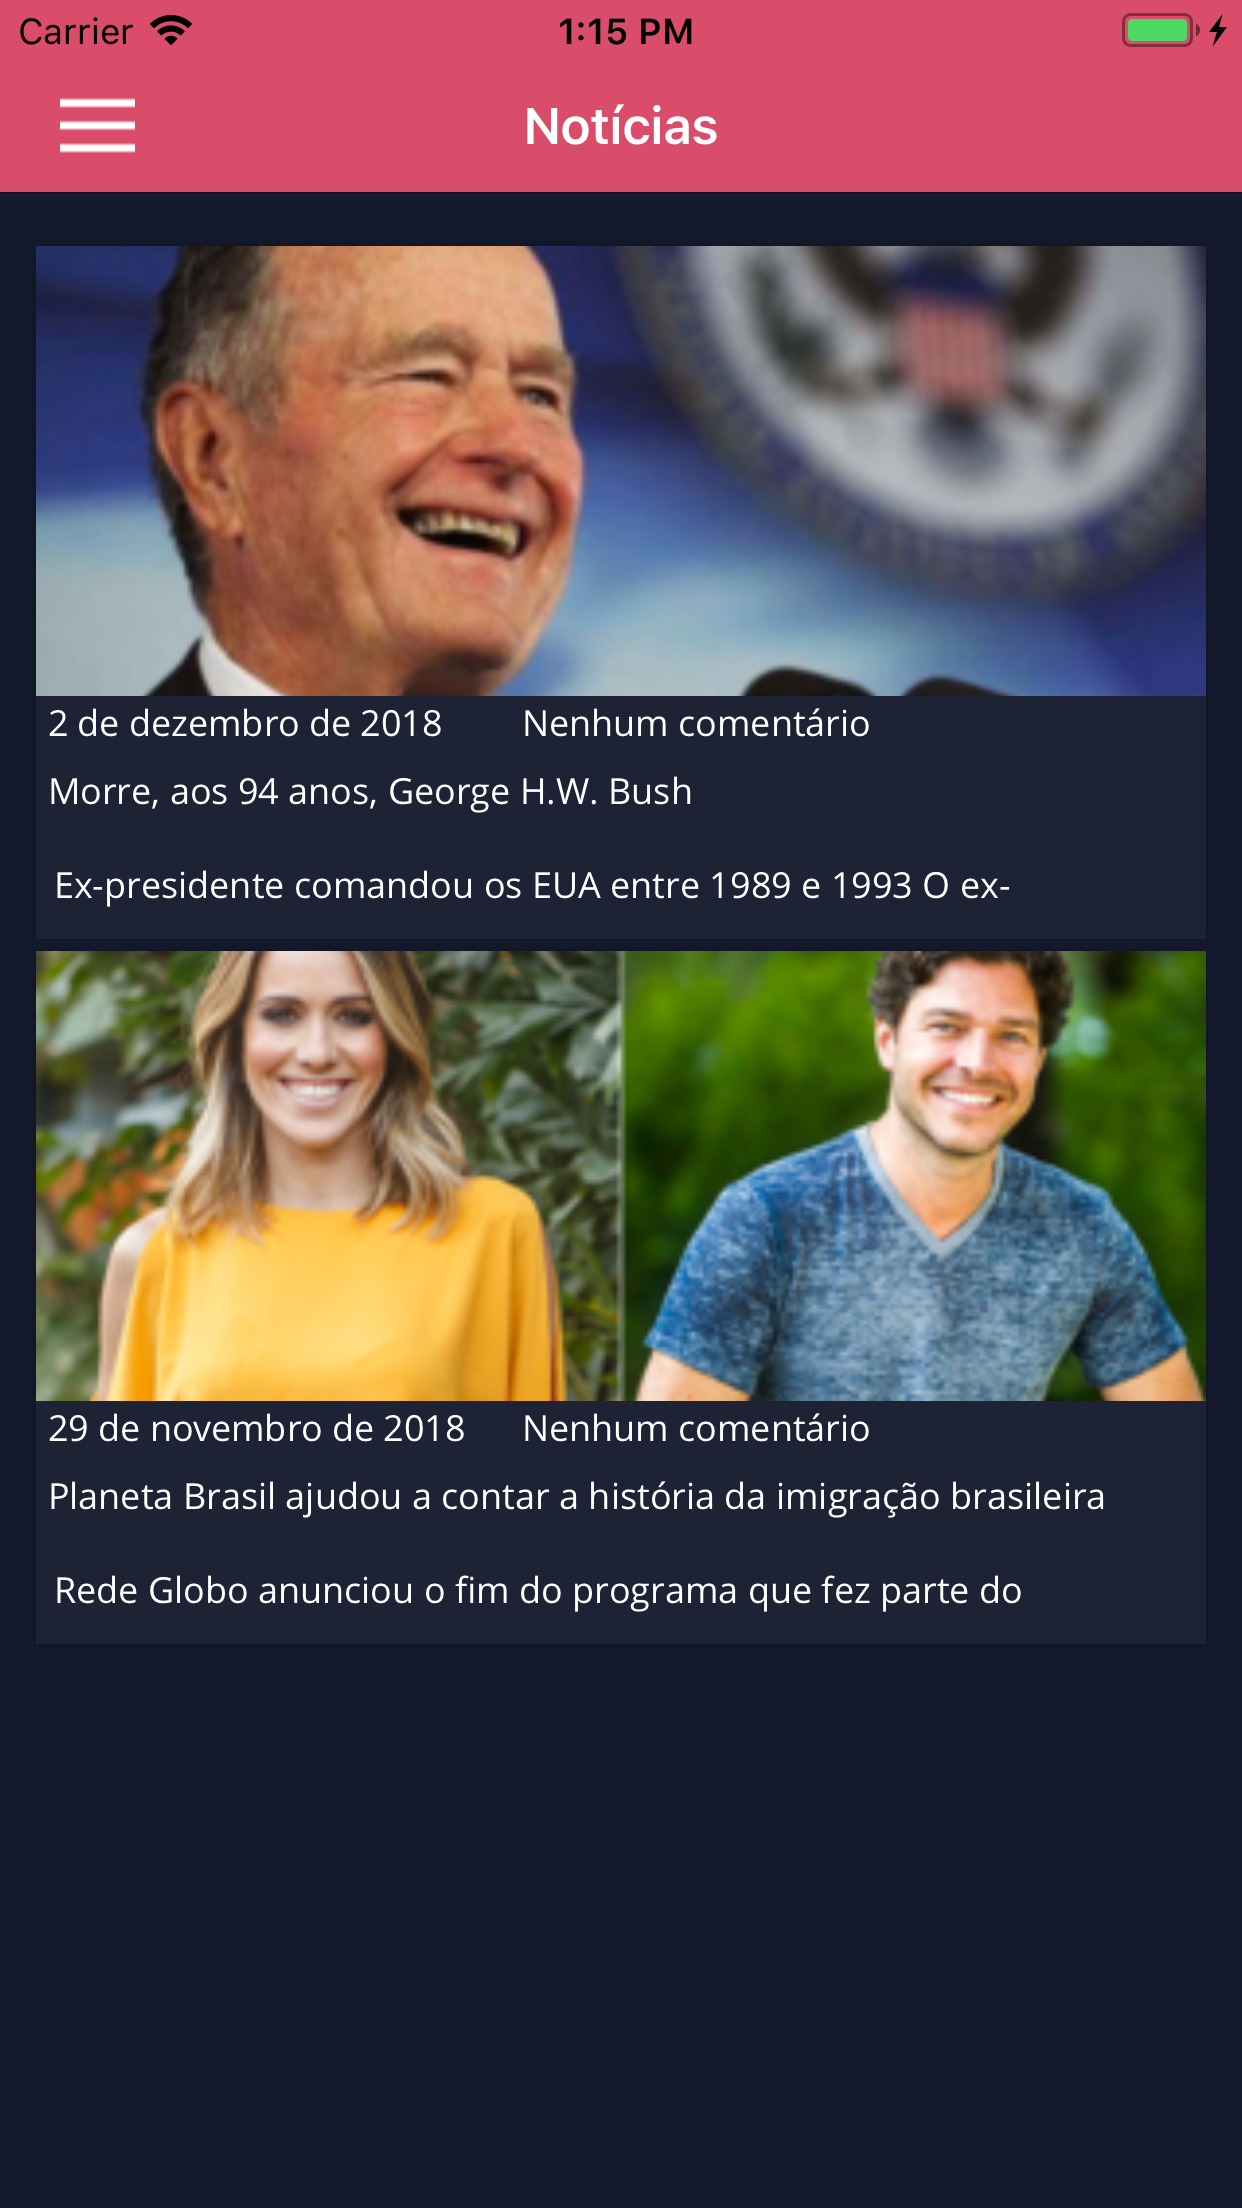 Carrier 1:15 PM
Notícias
2 de dezembro de 2018 Nenhum comentário
Morre, aos 94 anos, George H.W. Bush
Ex-presidente comandou os EUA entre 1989 e 1993 O ex-
29 de novembro de 2018 Nenhum comentário
Planeta Brasil ajudou a contar a história da imigração brasileira
Rede Globo anunciou o fim do programa que fez parte do